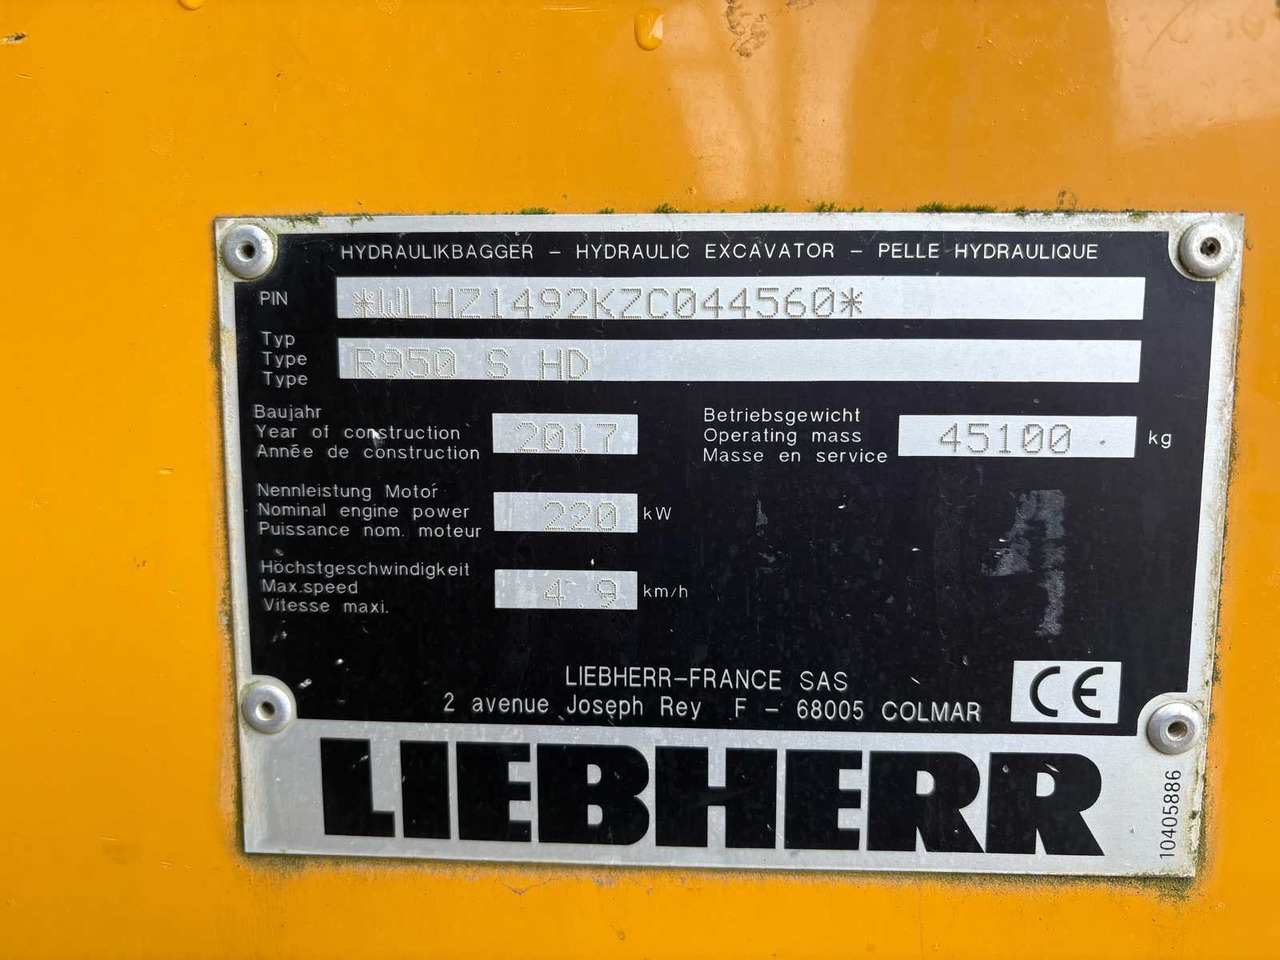 HYDRAULIKBAGGER – HYDRAULIC EXCAVATOR – PELLE HYDRAULIQUE
PIN *WLHZ1492KZC044560*
Typ
Type R950 S HD
Type
Baujahr
Year of construction 2017
Année de construction
Betriebsgewicht
Operating mass 45100 kg
Masse en service
Nennleistung Motor
Nominal engine power 220 kW
Puissance nom. moteur
Höchstgeschwindigkeit
Max.speed 4.9 km/h
Vitesse maxi.
LIEBHERR-FRANCE SAS
2 avenue Joseph Rey F – 68005 COLMAR
CE
LIEBHERR
10405886